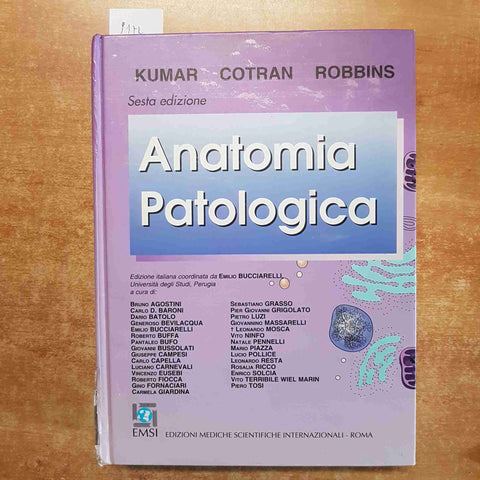 KUMAR COTRAN ROBBINS
Sesta edizione
Anatomia
Patologica
Edizione italiana coordinata da EMILIO BUCCIARELLI,
Università degli Studi, Perugia
a cura di:
BRUNO AGOSTINI
CARLO D. BARONI
DARIO BATOLO
GENEROSO BEVILACQUA
EMILIO BUCCIARELLI
ROBERTO BUFFA
PANTALEO BUFO
GIOVANNI BUSSOLATI
GIUSEPPE CAMPESI
CARLO CAPELLA
LUCIANO CARNEVALI
VINCENZO EUSEBI
ROBERTO FIOCCA
GINO FORNACIARI
CARMELA GIARDINA
SEBASTIANO GRASSO
PIER GIOVANNI GRIGOLATO
PIETRO LUZI
GIOVANNINO MASSARELLI
† LEONARDO MOSCA
VITO NINFO
NATALE PENNELLI
MARIO PIAZZA
LUCIO POLLICE
LEONARDO RESTA
ROSALIA RICCO
ENRICO SOLCIA
VITO TERRIBILE WIEL MARIN
PIERO TOSI
EMSI EDIZIONI MEDICHE SCIENTIFICHE INTERNAZIONALI - ROMA